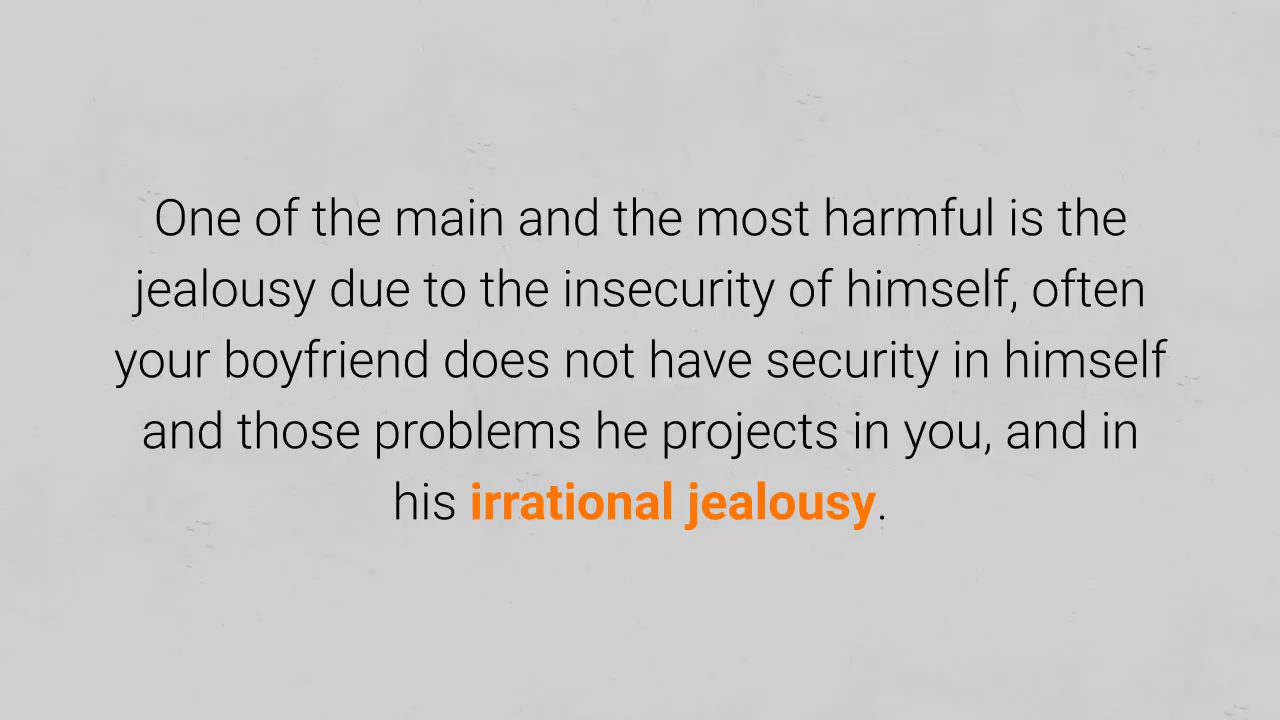 One of the main and the most harmful is the
jealousy due to the insecurity of himself, often
your boyfriend does not have security in himself
and those problems he projects in you, and in
his irrational jealousy.